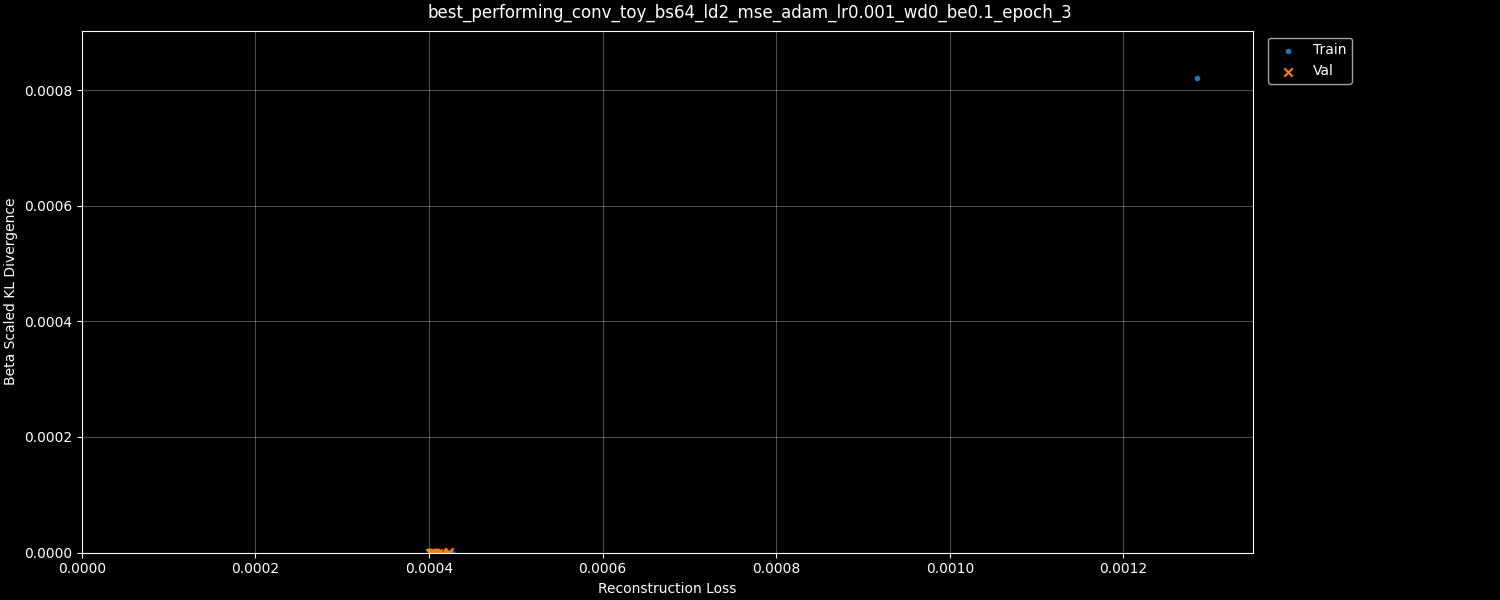 best_performing_conv_toy_bs64_ld2_mse_adam_lr0.001_wd0_be0.1_epoch_3
Train
Val
Beta Scaled KL Divergence
0.0008
0.0006
0.0004
0.0002
0.0000
0.0000 0.0002 0.0004 0.0006 0.0008 0.0010 0.0012
Reconstruction Loss